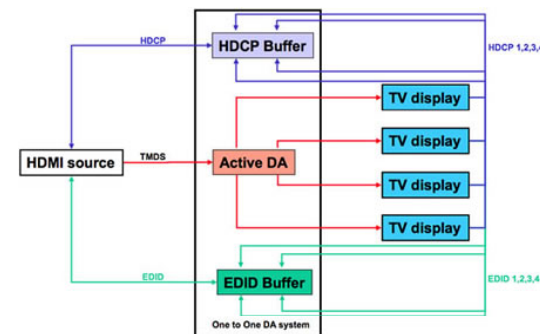 HDCP
HDCP Buffer
HDCP 1,2,3,4
TV display
TV display
HDMI source
TMDS
Active DA
TV display
TV display
EDID
EDID Buffer
EDID 1,2,3,4
One to One DA system